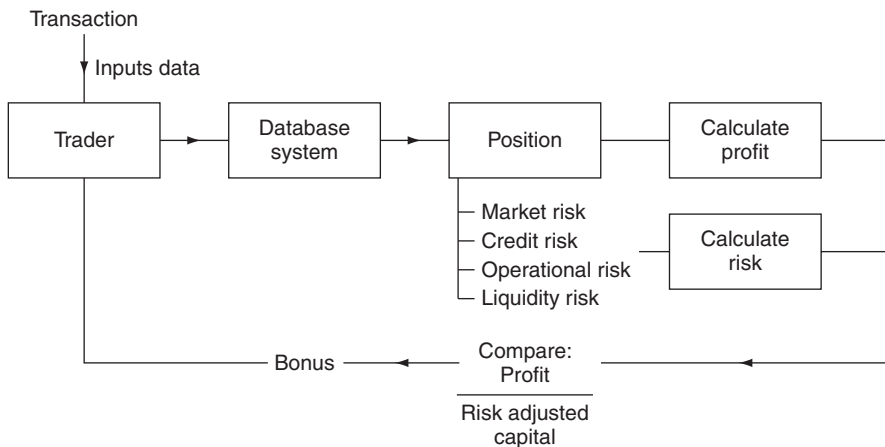 Transaction
Inputs data
Trader
Database
system
Position
Calculate
profit
Market risk
Credit risk
Operational risk
Liquidity risk
Calculate
risk
Bonus
Compare:
Profit
Risk adjusted
capital